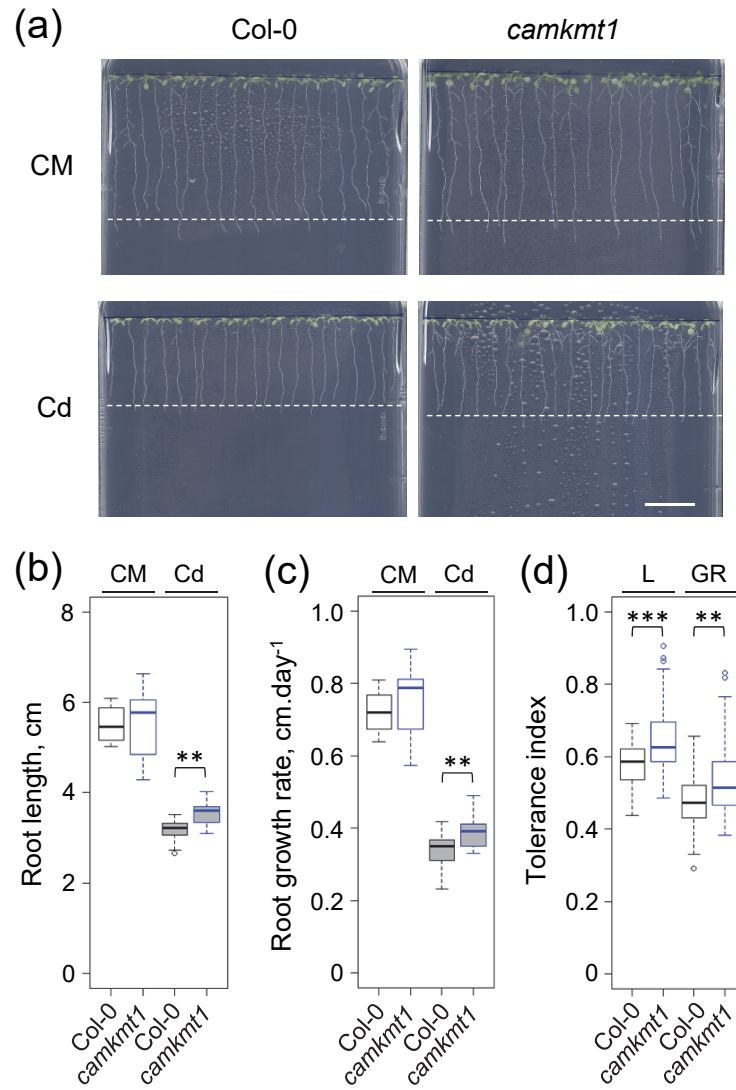 (a)
Col-0
camkmt1
CM
Cd
(b)
CM
Cd
Root length, cm
8
6
4
2
0
**
Col-0
camkmt1
Col-0
camkmt1
(c)
CM
Cd
Root growth rate, cm.day-1
1.0
0.8
0.6
0.4
0.2
0
**
Col-0
camkmt1
Col-0
camkmt1
(d)
L
GR
Tolerance index
1.0
0.8
0.6
0.4
0.2
0
***
**
Col-0
camkmt1
Col-0
camkmt1